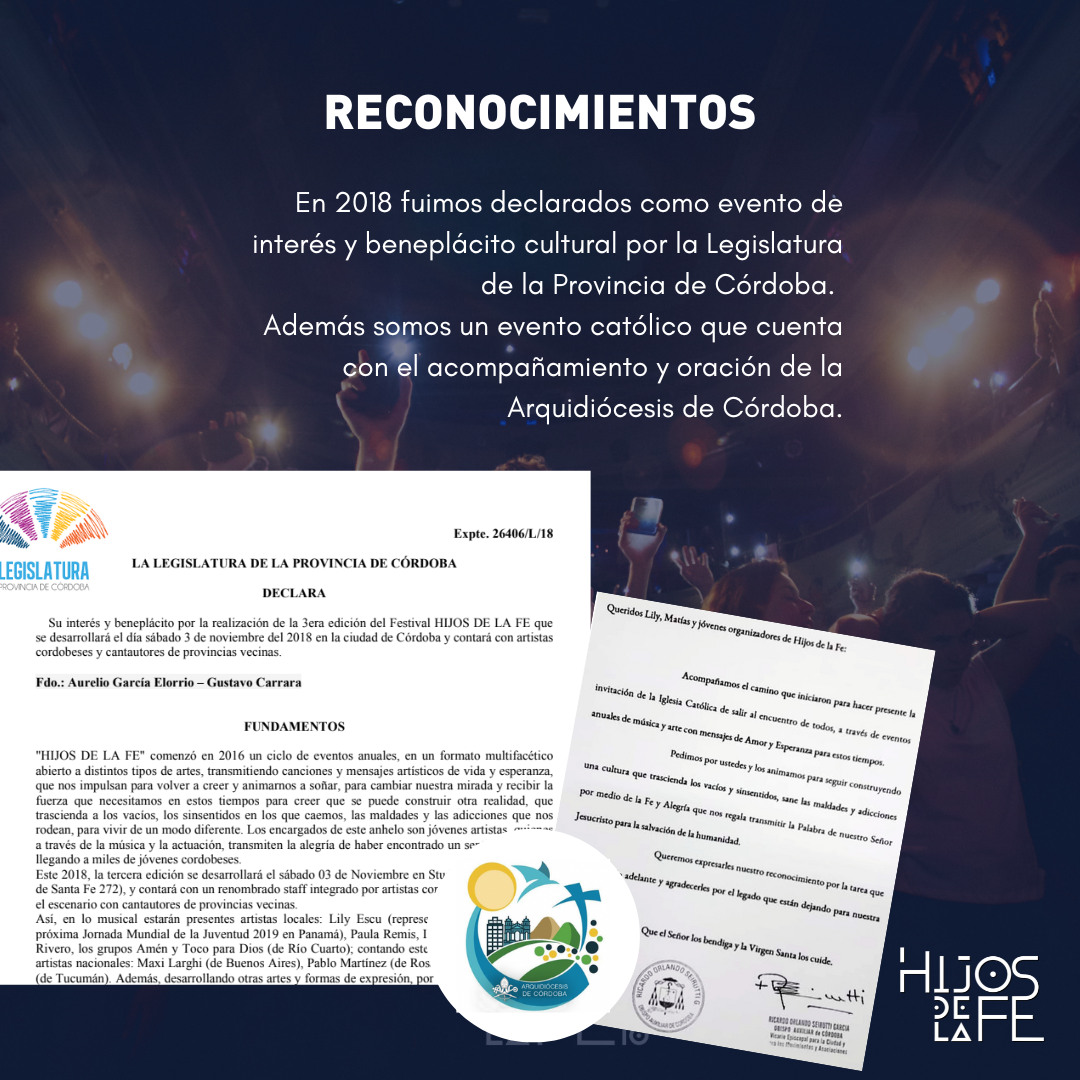 RECONOCIMIENTOS
En 2018 fuimos declarados como evento de
interés y beneplácito cultural por la Legislatura
de la Provincia de Córdoba.
Además somos un evento católico que cuenta
con el acompañamiento y oración de la
Arquidiócesis de Córdoba.
LEGISLATURA
PROVINCIA DE CÓRDOBA
Expte. 26406/L/18
LA LEGISLATURA DE LA PROVINCIA DE CÓRDOBA
DECLARA
Su interés y beneplácito por la realización de la 3era edición del Festival HIJOS DE LA FE que
se desarrollará el día sábado 3 de noviembre del 2018 en la ciudad de Córdoba y contará con artistas
cordobeses y cantautores de provincias vecinas.
Fdo.: Aurelio García Elorrio – Gustavo Carrara
FUNDAMENTOS
"HIJOS DE LA FE" comenzó en 2016 un ciclo de eventos anuales, en un formato multifacético
abierto a distintos tipos de artes, transmitiendo canciones y mensajes artísticos de vida y esperanza,
que nos impulsan para volver a creer y animarnos a soñar, para cambiar nuestra mirada y recibir la
fuerza que necesitamos en estos tiempos para creer que se puede construir otra realidad, que
trascienda a los vacíos, los sinsentidos en los que caemos, las maldades y las adicciones que nos
rodean, para vivir de un modo diferente. Los encargados de este anhelo son jóvenes artistas, quienes
a través de la música y la actuación, transmiten la alegría de haber encontrado un
llegando a miles de jóvenes cordobeses.
Este 2018, la tercera edición se desarrollará el sábado 03 de Noviembre en
de Santa Fe 272), y contará con un renombrado staff integrado por artistas
el escenario con cantautores de provincias vecinas.
Así, en lo musical estarán presentes artistas locales: Lily Escu
próxima Jornada Mundial de la Juventud 2019 en Panamá), Paula Remis,
Rivero, los grupos Amén y Toco para Dios (de Río Cuarto); contando
artistas nacionales: Maxi Larghi (de Buenos Aires), Pablo Martínez (de
(de Tucumán). Además, desarrollando otras artes y formas de expresión, por
Queridos Lily, Matías y jóvenes organizadores de Hijos de la Fe:
Acompañamos el camino que iniciaron para hacer presente la
invitación de la Iglesia Católica de salir al encuentro de todos, a través de eventos
anuales de música y arte con mensajes de Amor y Esperanza para estos tiempos.
Pedimos por ustedes y los animamos para seguir construyendo
una cultura que trascienda los vacíos y sinsentidos, sane las maldades y adicciones
por medio de la Fe y Alegría que nos regala transmitir la Palabra de nuestro Señor
Jesucristo para la salvación de la humanidad.
Queremos expresarles nuestro reconocimiento por la tarea que
adelante y agradecerles por el legado que están dejando para nuestra
Que el Señor los bendiga y la Virgen Santa los cuide.
RICARDO ORLANDO SEIRUTTI G
OBISPO AUXILIAR DE CÓRDOBA
RICARDO ORLANDO SEIRUTTI GARCIA
OBISPO AUXILIAR de CÓRDOBA
Vicario Episcopal para la Ciudad y
los Movimientos y Asociaciones
ARQUIDIÓCESIS
DE CÓRDOBA
HIJOS
DE
LA FE